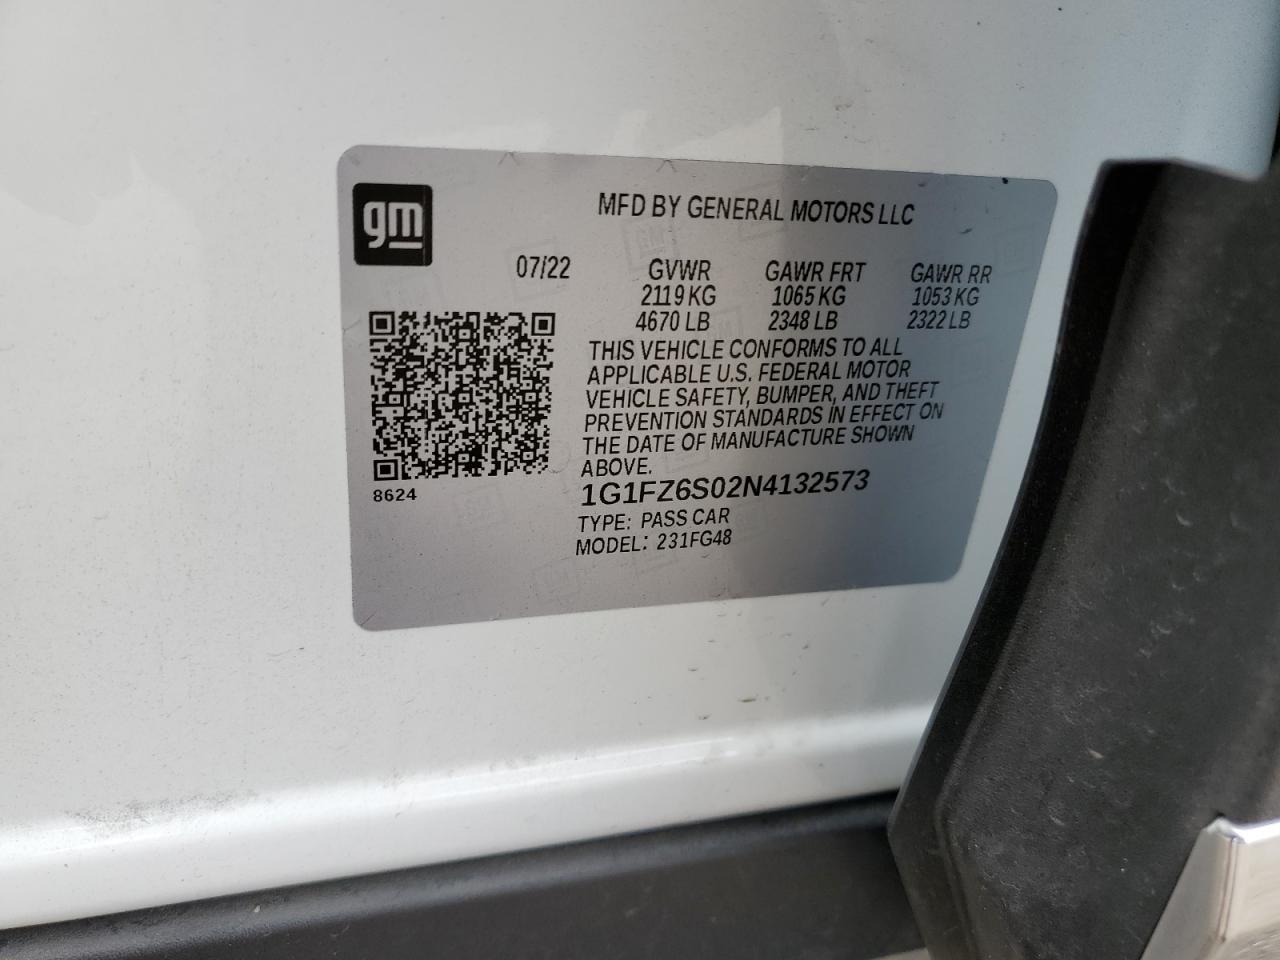 gm
MFD BY GENERAL MOTORS LLC
07/22 GVWR GAWR FRT GAWR RR
2119 KG 1065 KG 1053 KG
4670 LB 2348 LB 2322 LB
THIS VEHICLE CONFORMS TO ALL
APPLICABLE U.S. FEDERAL MOTOR
VEHICLE SAFETY, BUMPER, AND THEFT
PREVENTION STANDARDS IN EFFECT ON
THE DATE OF MANUFACTURE SHOWN
ABOVE.
8624
1G1FZ6S02N4132573
TYPE: PASS CAR
MODEL: 231FG48